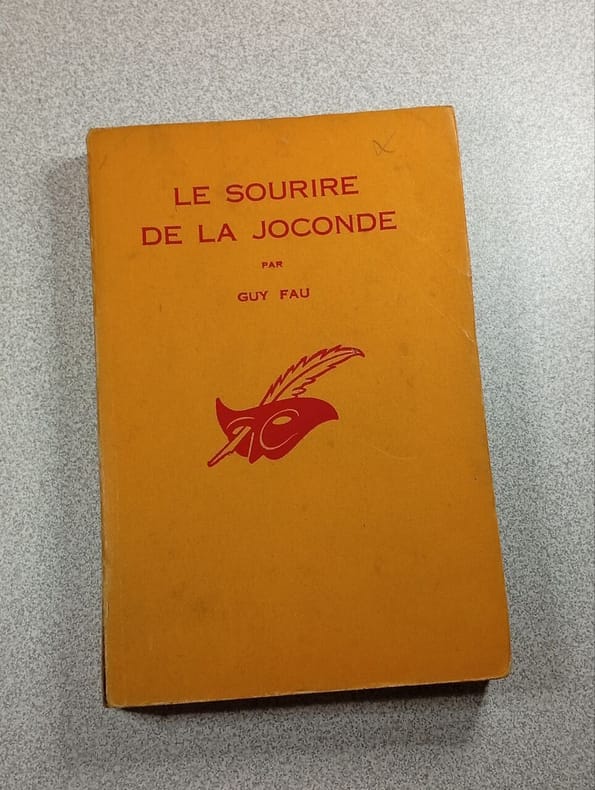 LE SOURIRE
DE LA JOCONDE
PAR
GUY FAU